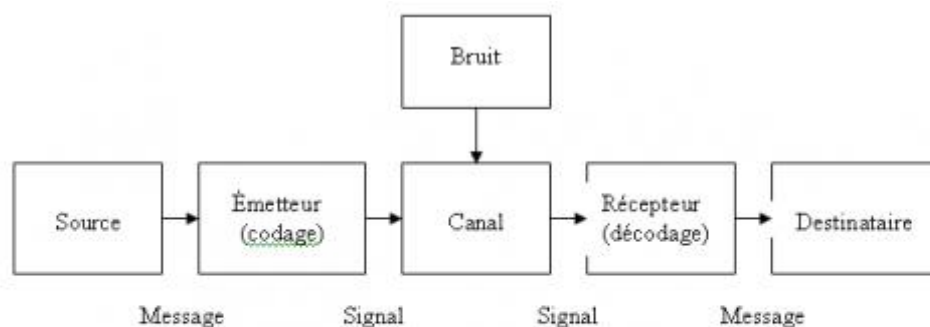 Bruit
Source
Émetteur
(codage)
Canal
Récepteur
(décodage)
Destinataire
Message
Signal
Signal
Message